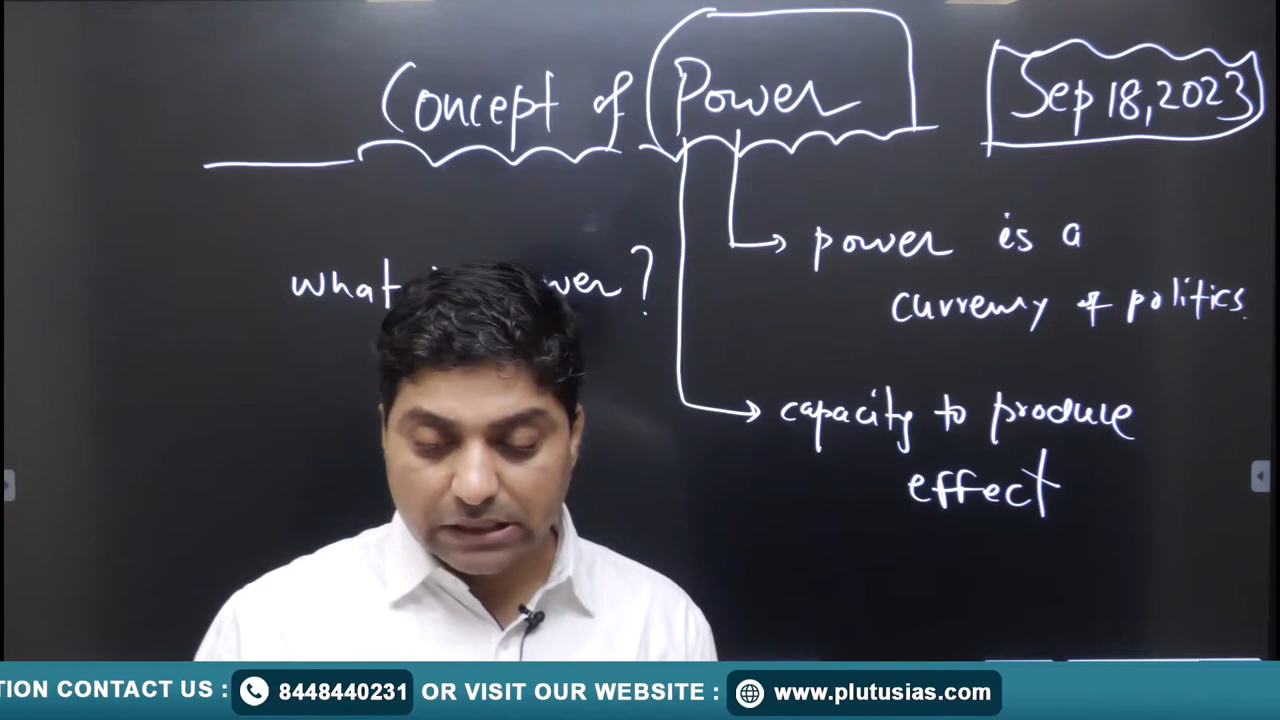 Concept of Power
Sep 18, 2023
what power?
power is a
currency of politics.
capacity to produce
effect
TION CONTACT US : 8448440231 OR VISIT OUR WEBSITE : www.plutusias.com